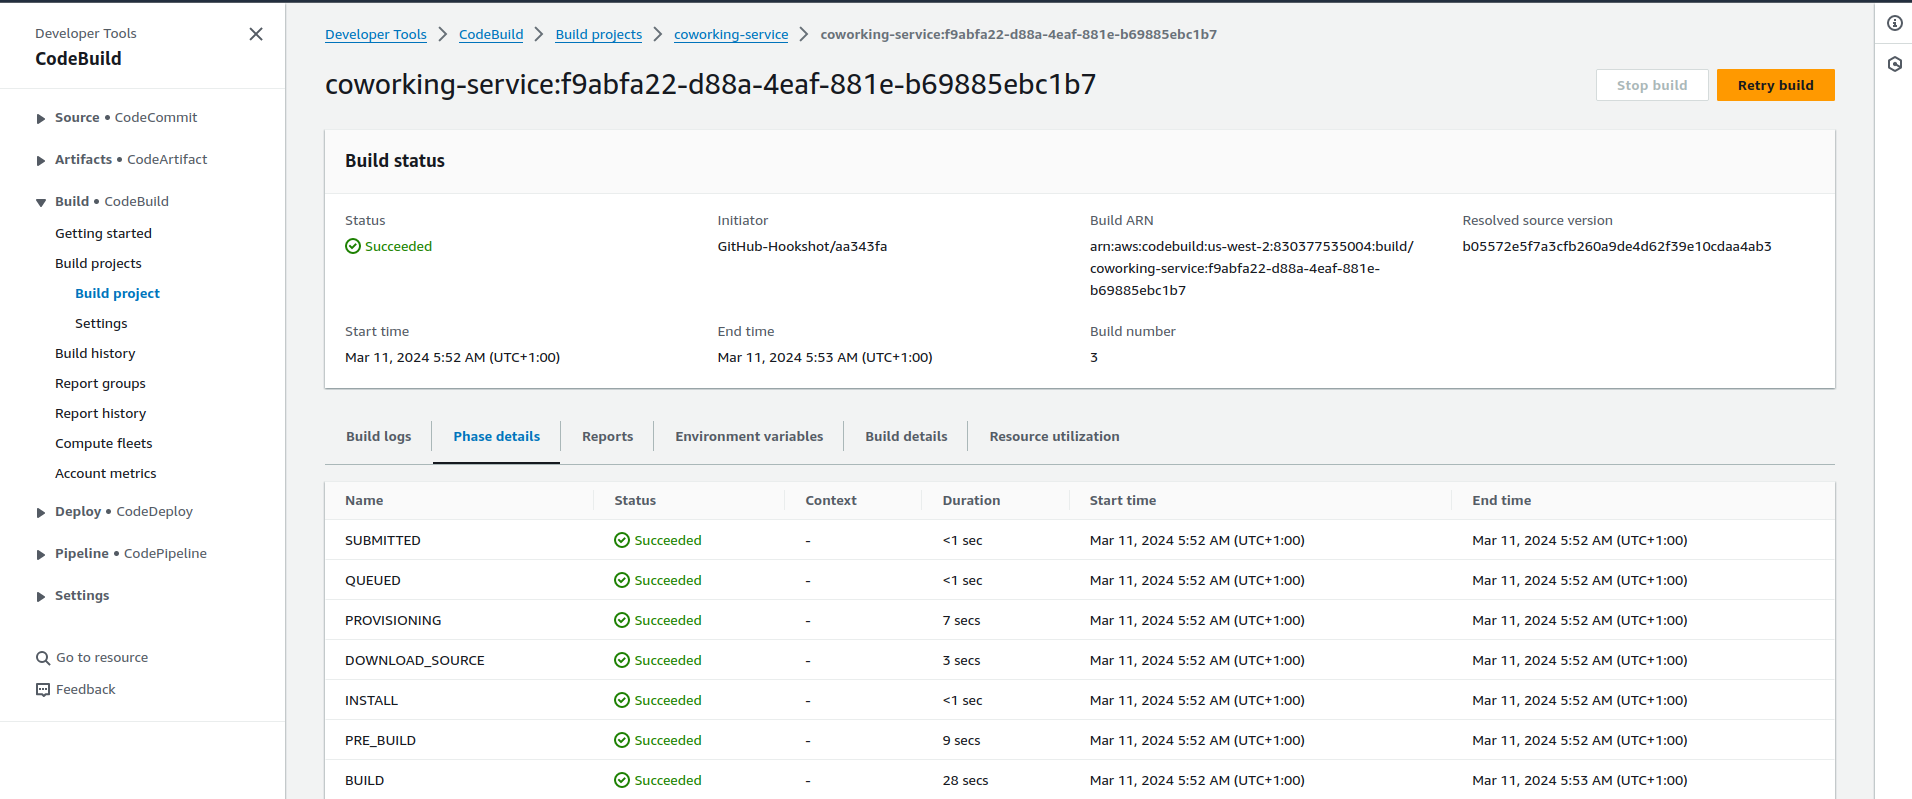 Developer Tools
CodeBuild
Source • CodeCommit
Artifacts • CodeArtifact
Build • CodeBuild
Getting started
Build projects
Build project
Settings
Build history
Report groups
Report history
Compute fleets
Account metrics
Deploy • CodeDeploy
Pipeline • CodePipeline
Settings
Go to resource
Feedback
Developer Tools CodeBuild Build projects coworking-service coworking-service:f9abfa22-d88a-4eaf-881e-b69885ebc1b7
coworking-service:f9abfa22-d88a-4eaf-881e-b69885ebc1b7
Stop build Retry build
Build status
Status Initiator Build ARN Resolved source version
Succeeded GitHub-Hookshot/aa343fa arn:aws:codebuild:us-west-2:830377535004:build/ b05572e5f7a3cfb260a9de4d62f39e10cdaa4ab3
coworking-service:f9abfa22-d88a-4eaf-881e-
b69885ebc1b7
Start time End time Build number
Mar 11, 2024 5:52 AM (UTC+1:00) Mar 11, 2024 5:53 AM (UTC+1:00) 3
Build logs Phase details Reports Environment variables Build details Resource utilization
Name Status Context Duration Start time End time
SUBMITTED Succeeded - <1 sec Mar 11, 2024 5:52 AM (UTC+1:00) Mar 11, 2024 5:52 AM (UTC+1:00)
QUEUED Succeeded - <1 sec Mar 11, 2024 5:52 AM (UTC+1:00) Mar 11, 2024 5:52 AM (UTC+1:00)
PROVISIONING Succeeded - 7 secs Mar 11, 2024 5:52 AM (UTC+1:00) Mar 11, 2024 5:52 AM (UTC+1:00)
DOWNLOAD_SOURCE Succeeded - 3 secs Mar 11, 2024 5:52 AM (UTC+1:00) Mar 11, 2024 5:52 AM (UTC+1:00)
INSTALL Succeeded - <1 sec Mar 11, 2024 5:52 AM (UTC+1:00) Mar 11, 2024 5:52 AM (UTC+1:00)
PRE_BUILD Succeeded - 9 secs Mar 11, 2024 5:52 AM (UTC+1:00) Mar 11, 2024 5:52 AM (UTC+1:00)
BUILD Succeeded - 28 secs Mar 11, 2024 5:52 AM (UTC+1:00) Mar 11, 2024 5:53 AM (UTC+1:00)